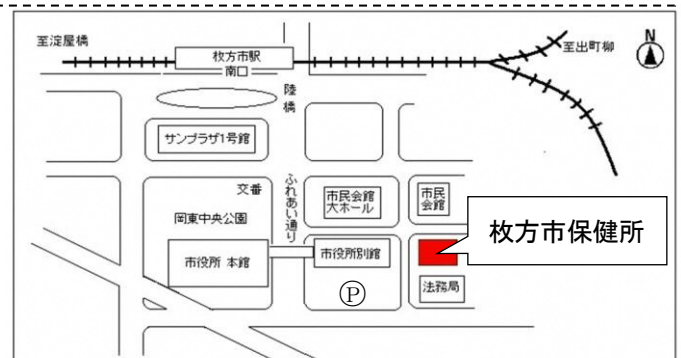 至淀屋橋
枚方市駅
南口
至出町柳
N
陸橋
サンプラザ1号館
交番
ふれあい通り
市民会館
大ホール
市民
会館
岡東中央公園
枚方市保健所
市役所 本館
市役所別館
法務局
Ⓟ